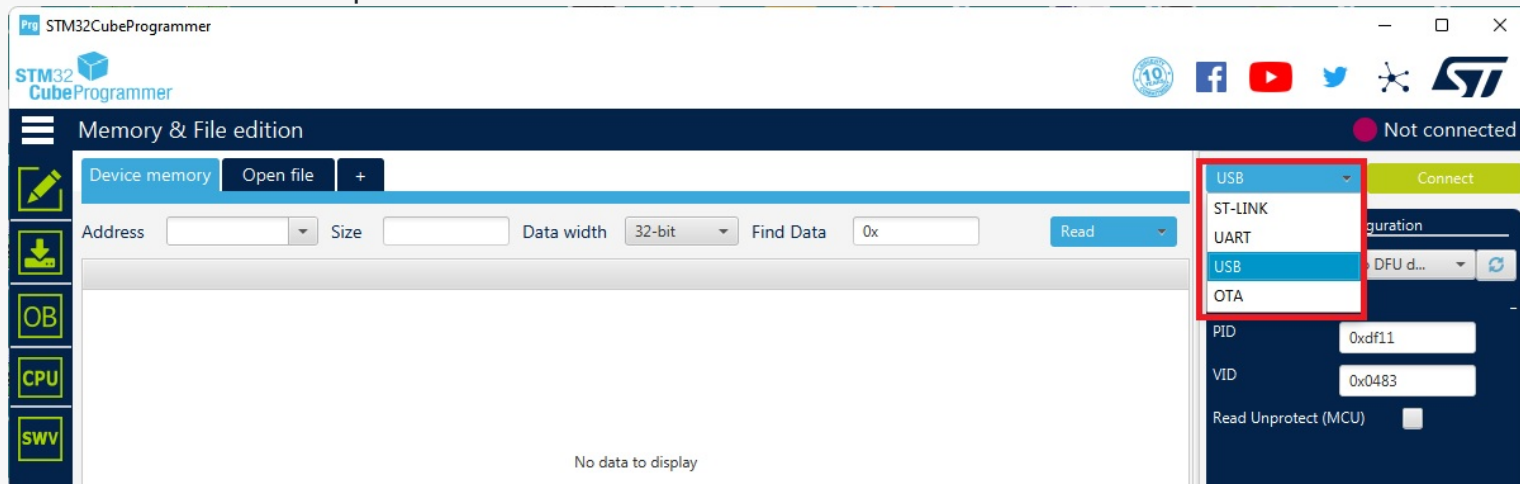 Prg STM32CubeProgrammer
STM32
CubeProgrammer
10
Memory & File edition
Not connected
Device memory Open file +
USB Connect
ST-LINK
UART
USB
OTA
guration
DFU d...
Address Size Data width 32-bit Find Data 0x Read
OB
CPU
SWV
PID 0xdf11
VID 0x0483
Read Unprotect (MCU)
No data to display